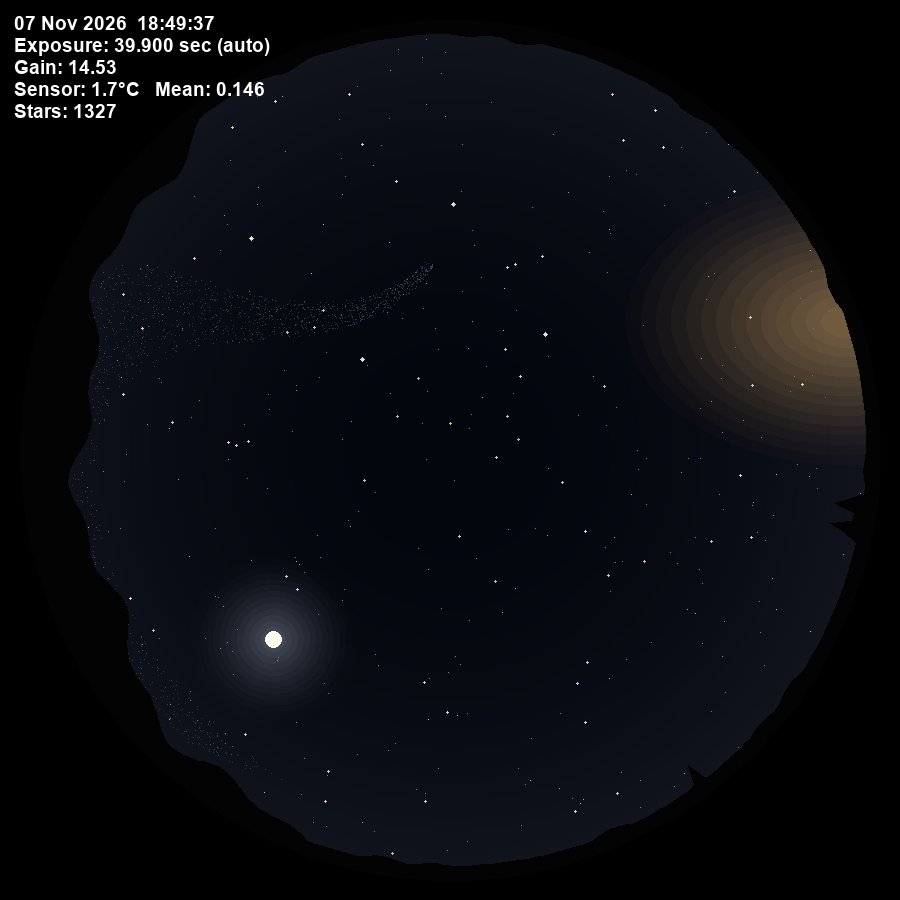 07 Nov 2026  18:49:37
Exposure: 39.900 sec (auto)
Gain: 14.53
Sensor: 1.7°C   Mean: 0.146
Stars: 1327